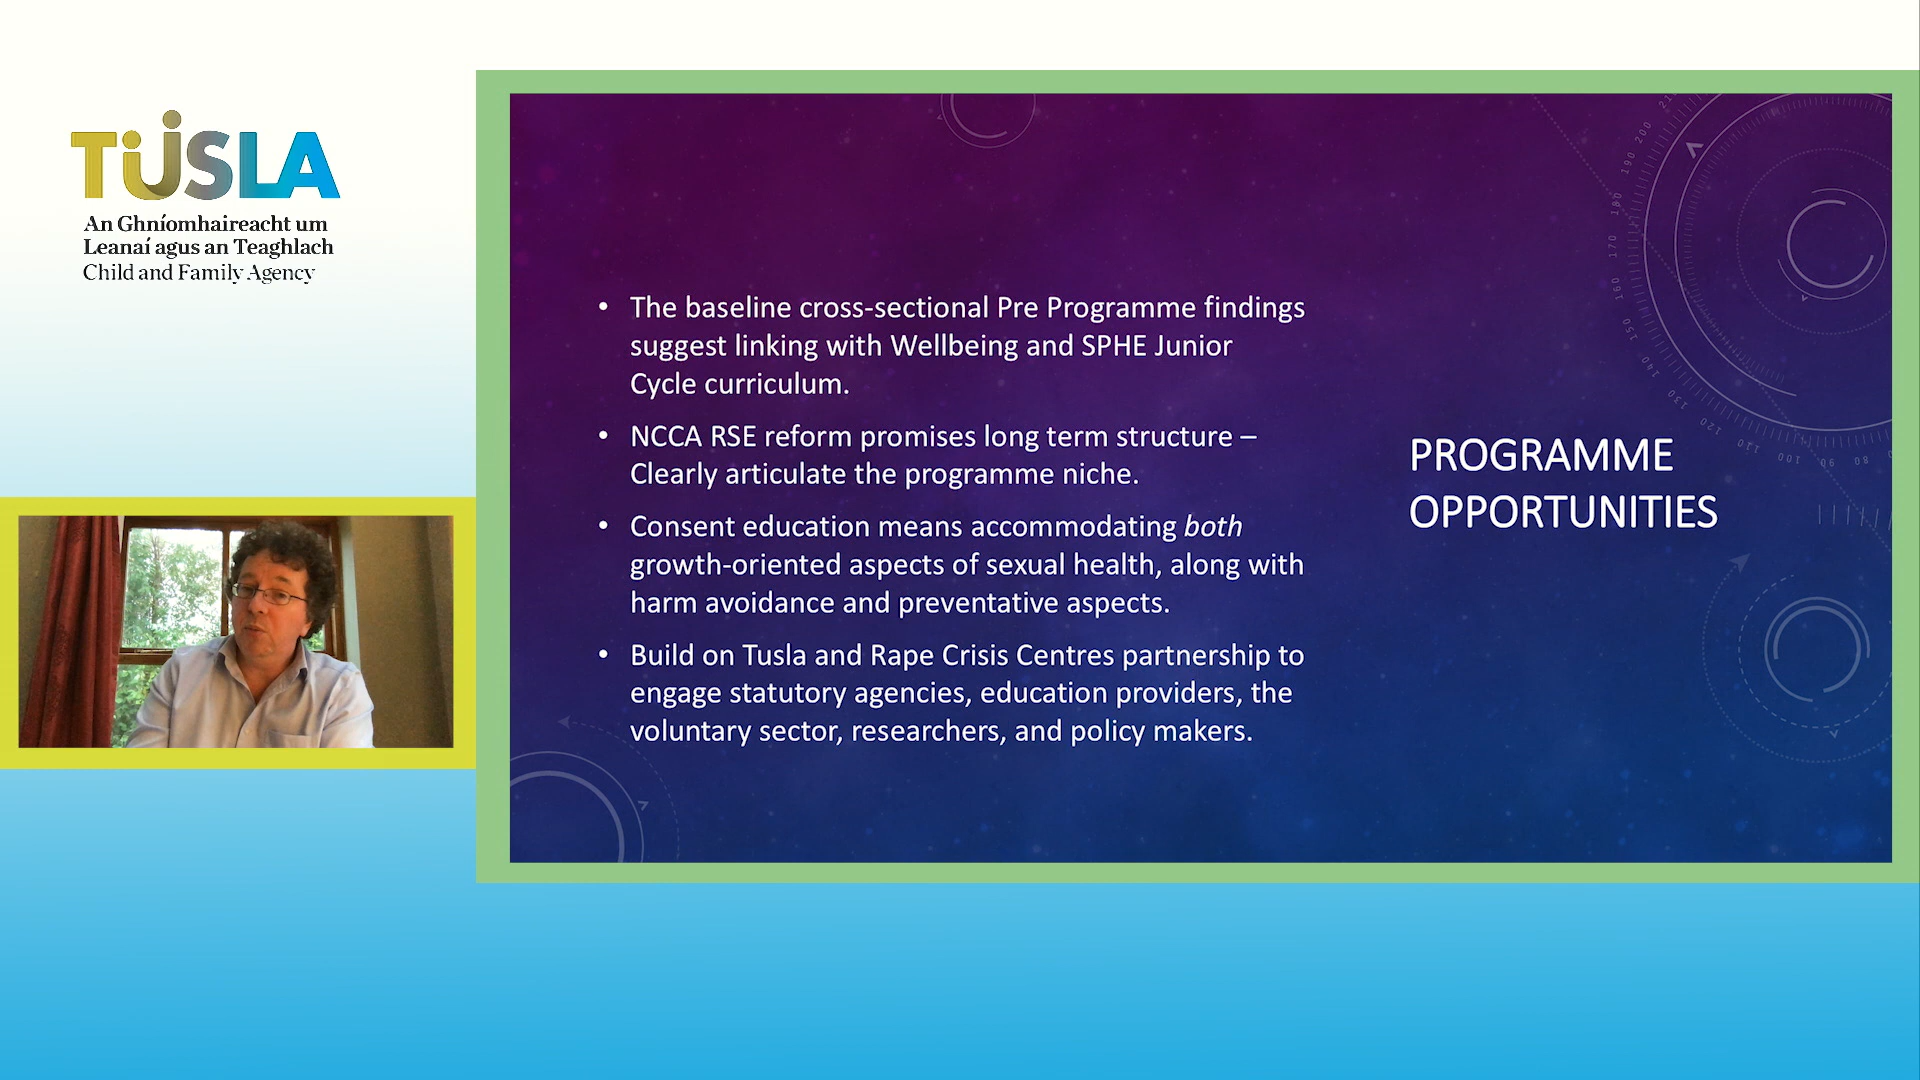 TUSLA
An Ghníomhaireacht um
Leanaí agus an Teaghlach
Child and Family Agency
• The baseline cross-sectional Pre Programme findings
suggest linking with Wellbeing and SPHE Junior
Cycle curriculum.
• NCCA RSE reform promises long term structure –
Clearly articulate the programme niche.
• Consent education means accommodating both
growth-oriented aspects of sexual health, along with
harm avoidance and preventative aspects.
• Build on Tusla and Rape Crisis Centres partnership to
engage statutory agencies, education providers, the
voluntary sector, researchers, and policy makers.
PROGRAMME
OPPORTUNITIES